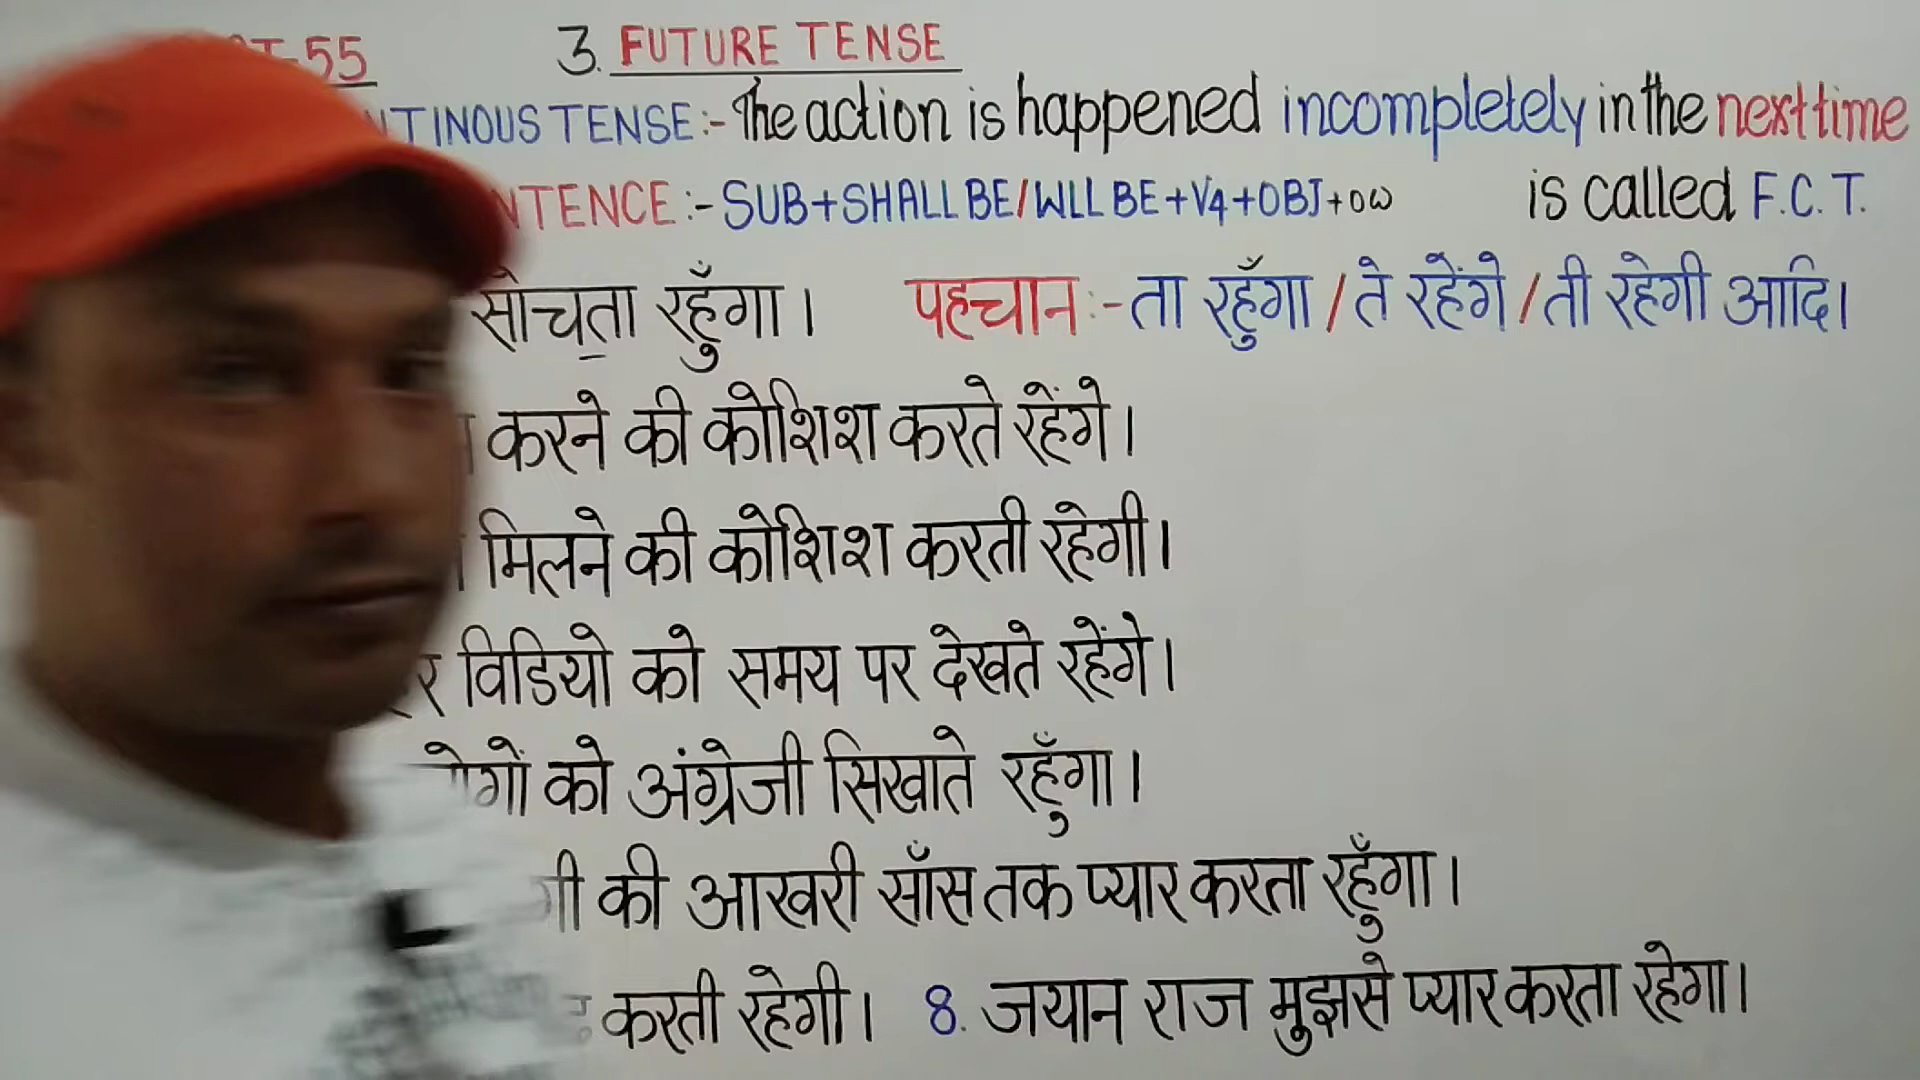 -55 3. FUTURE TENSE
TINOUS TENSE:- The action is happened incompletely in the next time
NTENCE:- SUB+SHALL BE/WLL BE+V4+OBJ+OW is called F.C.T.
सोचता रहुँगा। पहचान:- ता रहुँगा/ते रहेंगे/ती रहेगी आदि।
करने की कोशिश करते रहेंगे।
मिलने की कोशिश करती रहेगी।
विडियो को समय पर देखते रहेंगे।
को अंग्रेजी सिखाते रहुँगा।
की आखरी साँस तक प्यार करता रहुँगा।
करती रहेगी। 8. जयान राज मुझसे प्यार करता रहेगा।